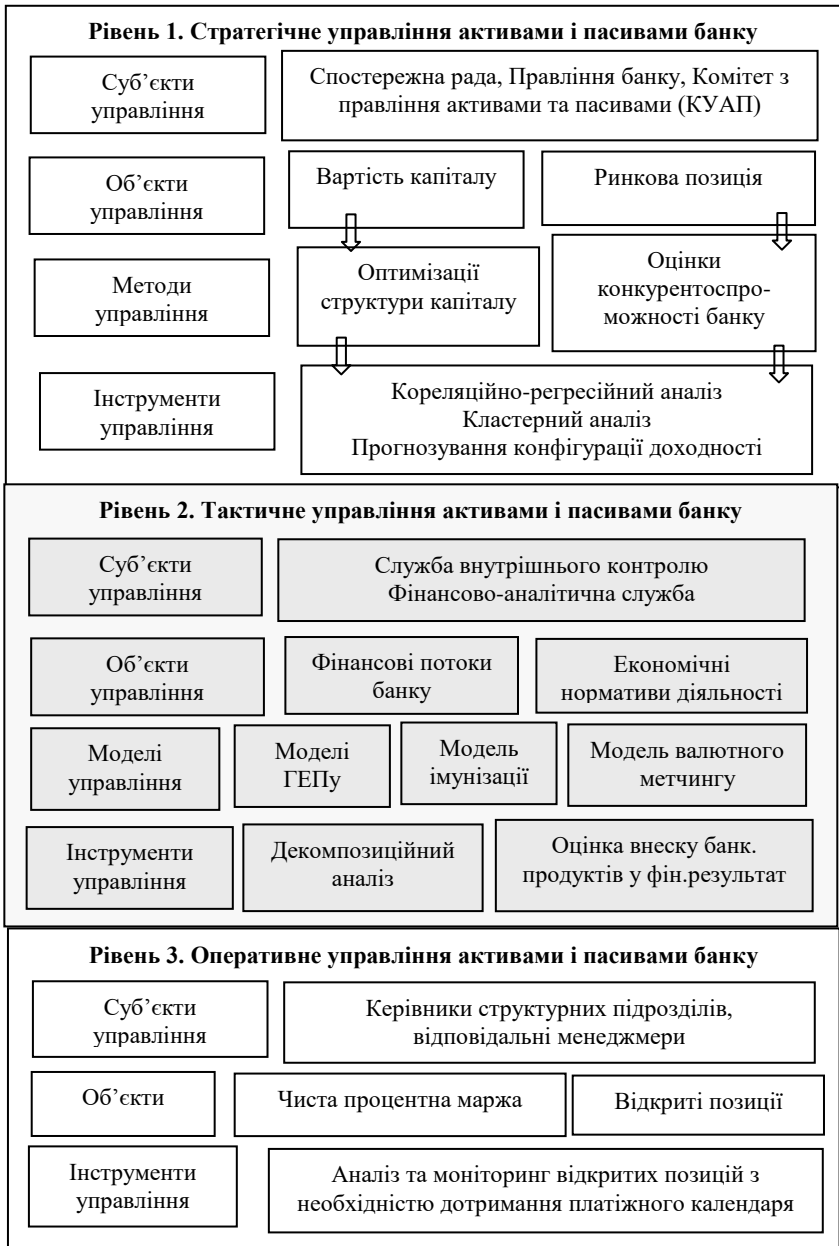 Рівень 1. Стратегічне управління активами і пасивами банку
Суб’єкти
управління
Спостережна рада, Правління банку, Комітет з
правління активами та пасивами (КУАП)
Об’єкти
управління
Вартість капіталу
Ринкова позиція
Методи
управління
Оптимізації
структури капіталу
Оцінки
конкурентоспро-
можності банку
Інструменти
управління
Кореляційно-регресійний аналіз
Кластерний аналіз
Прогнозування конфігурації доходності
Рівень 2. Тактичне управління активами і пасивами банку
Суб’єкти
управління
Служба внутрішнього контролю
Фінансово-аналітична служба
Об’єкти
управління
Фінансові потоки
банку
Економічні
нормативи діяльності
Моделі
управління
Моделі
ГЕПу
Модель
імунізації
Модель валютного
метчингу
Інструменти
управління
Декомпозиційний
аналіз
Оцінка внеску банк.
продуктів у фін.результат
Рівень 3. Оперативне управління активами і пасивами банку
Суб’єкти
управління
Керівники структурних підрозділів,
відповідальні менеджмери
Об’єкти
Чиста процентна маржа
Відкриті позиції
Інструменти
управління
Аналіз та моніторинг відкритих позицій з
необхідністю дотримання платіжного календаря